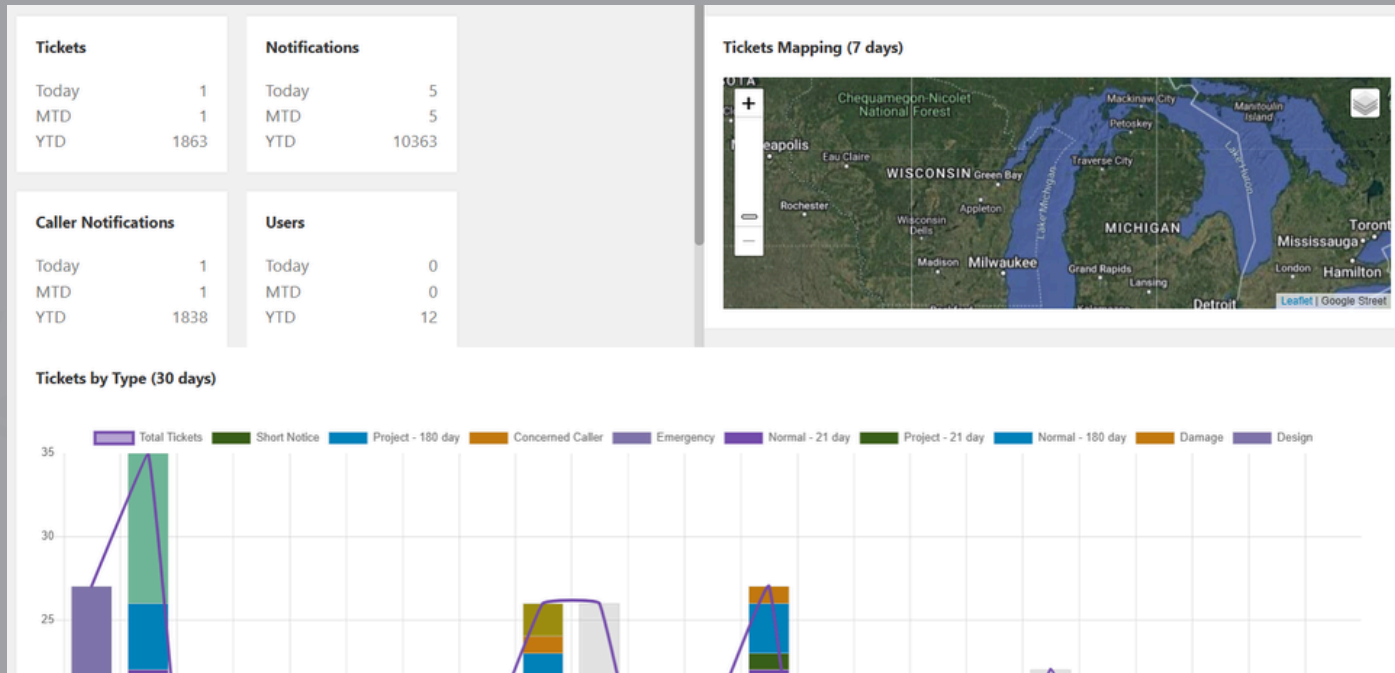 Tickets
Today 1
MTD 1
YTD 1863
Notifications
Today 5
MTD 5
YTD 10363
Caller Notifications
Today 1
MTD 1
YTD 1838
Users
Today 0
MTD 0
YTD 12
Tickets Mapping (7 days)
OTA
+
Chequamegon-Nicolet
National Forest
Mackinaw City
Manitoulin
Island
Petoskey
eapolis
Eau Claire
Traverse City
Lake Huron
WISCONSIN
Green Bay
Lake Michigan
Rochester
Appleton
Wisconsin
Dells
MICHIGAN
Toront
Mississauga
Madison
Milwaukee
Grand Rapids
London
Hamilton
Lansing
Detroit
Leaflet | Google Street
Tickets by Type (30 days)
Total Tickets Short Notice Project - 180 day Concerned Caller Emergency Normal - 21 day Project - 21 day Normal - 180 day Damage Design
35
30
25